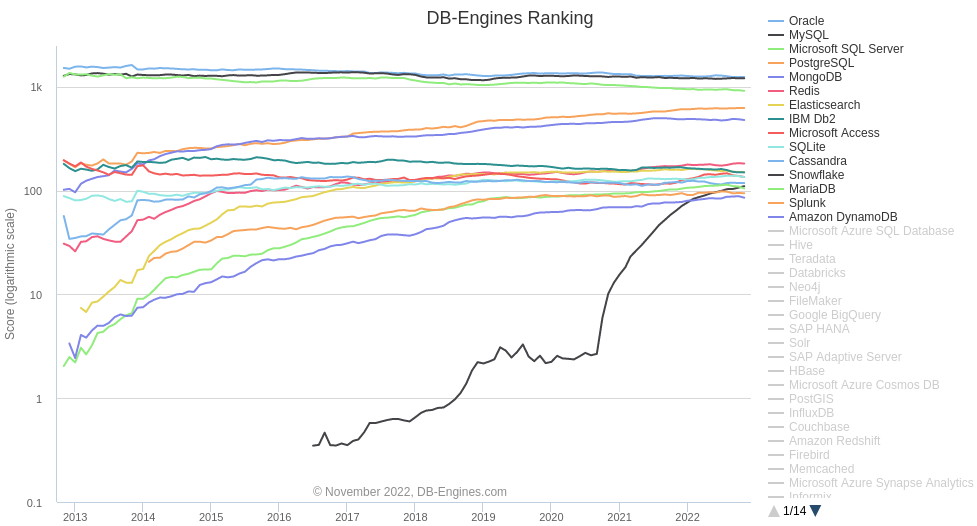 DB-Engines Ranking
Score (logarithmic scale)
1k
100
10
1
0.1
2013 2014 2015 2016 2017 2018 2019 2020 2021 2022
© November 2022, DB-Engines.com
Oracle
MySQL
Microsoft SQL Server
PostgreSQL
MongoDB
Redis
Elasticsearch
IBM Db2
Microsoft Access
SQLite
Cassandra
Snowflake
MariaDB
Splunk
Amazon DynamoDB
Microsoft Azure SQL Database
Hive
Teradata
Databricks
Neo4j
FileMaker
Google BigQuery
SAP HANA
Solr
SAP Adaptive Server
HBase
Microsoft Azure Cosmos DB
PostGIS
InfluxDB
Couchbase
Amazon Redshift
Firebird
Memcached
Microsoft Azure Synapse Analytics
Informix
1/14